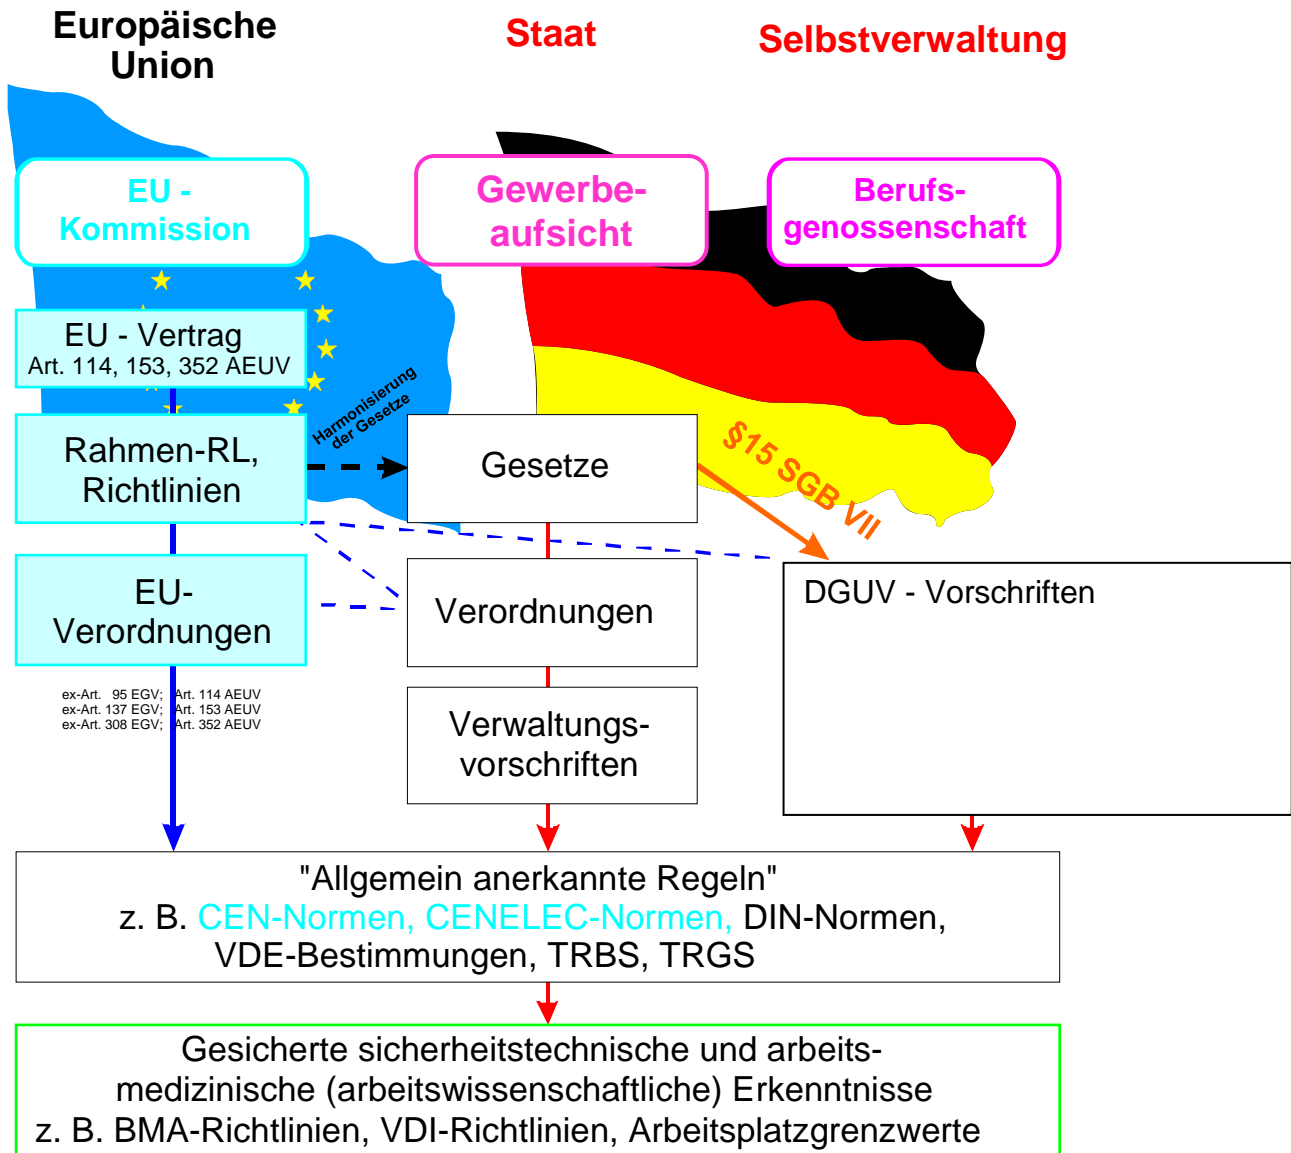 Europäische
Union
Staat
Selbstverwaltung
EU -
Kommission
Gewerbe-
aufsicht
Berufs-
genossenschaft
EU - Vertrag
Art. 114, 153, 352 AEUV
Harmonisierung
der Gesetze
Rahmen-RL,
Richtlinien
Gesetze
§15 SGB VII
EU-
Verordnungen
Verordnungen
DGUV - Vorschriften
ex-Art. 95 EGV; Art. 114 AEUV
ex-Art. 137 EGV; Art. 153 AEUV
ex-Art. 308 EGV; Art. 352 AEUV
Verwaltungs-
vorschriften
"Allgemein anerkannte Regeln"
z. B. CEN-Normen, CENELEC-Normen, DIN-Normen,
VDE-Bestimmungen, TRBS, TRGS
Gesicherte sicherheitstechnische und arbeits-
medizinische (arbeitswissenschaftliche) Erkenntnisse
z. B. BMA-Richtlinien, VDI-Richtlinien, Arbeitsplatzgrenzwerte